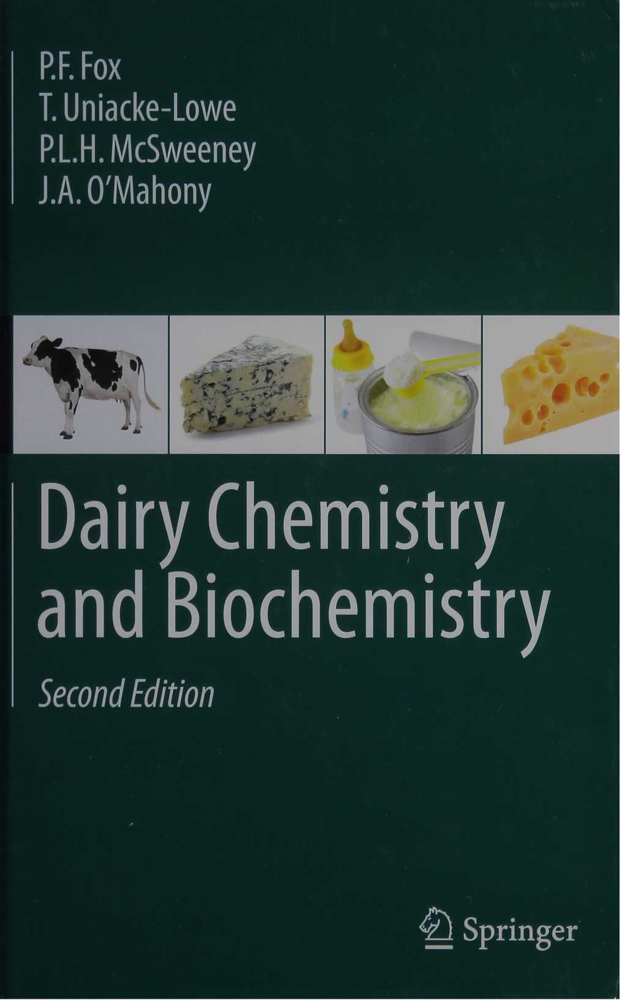 P.F. Fox
T. Uniacke-Lowe
P.L.H. McSweeney
J.A. O’Mahony
Dairy Chemistry
and Biochemistry
Second Edition
Springer